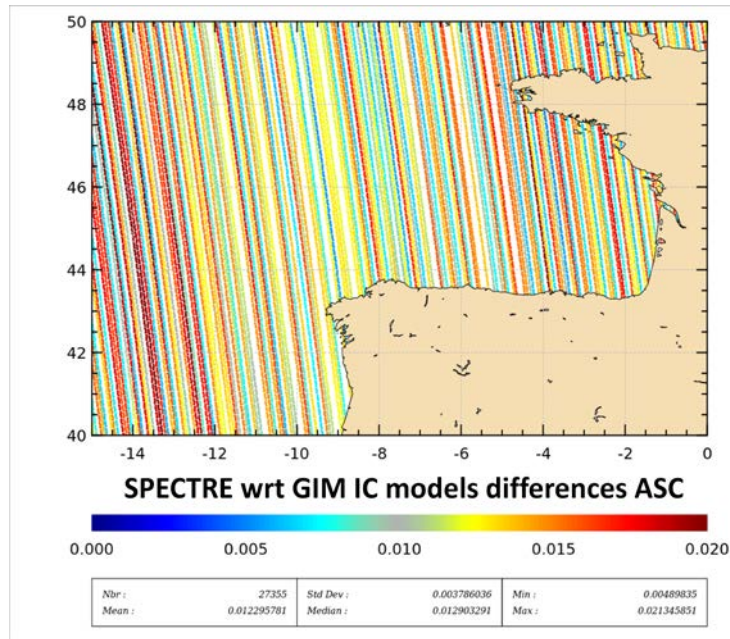 50
48
46
44
42
40
-14 -12 -10 -8 -6 -4 -2 0
SPECTRE wrt GIM IC models differences ASC
0.000 0.005 0.010 0.015 0.020
Nbr : 27355 Std Dev : 0.003786036 Min : 0.00489835
Mean : 0.012295781 Median : 0.012903291 Max : 0.021345851